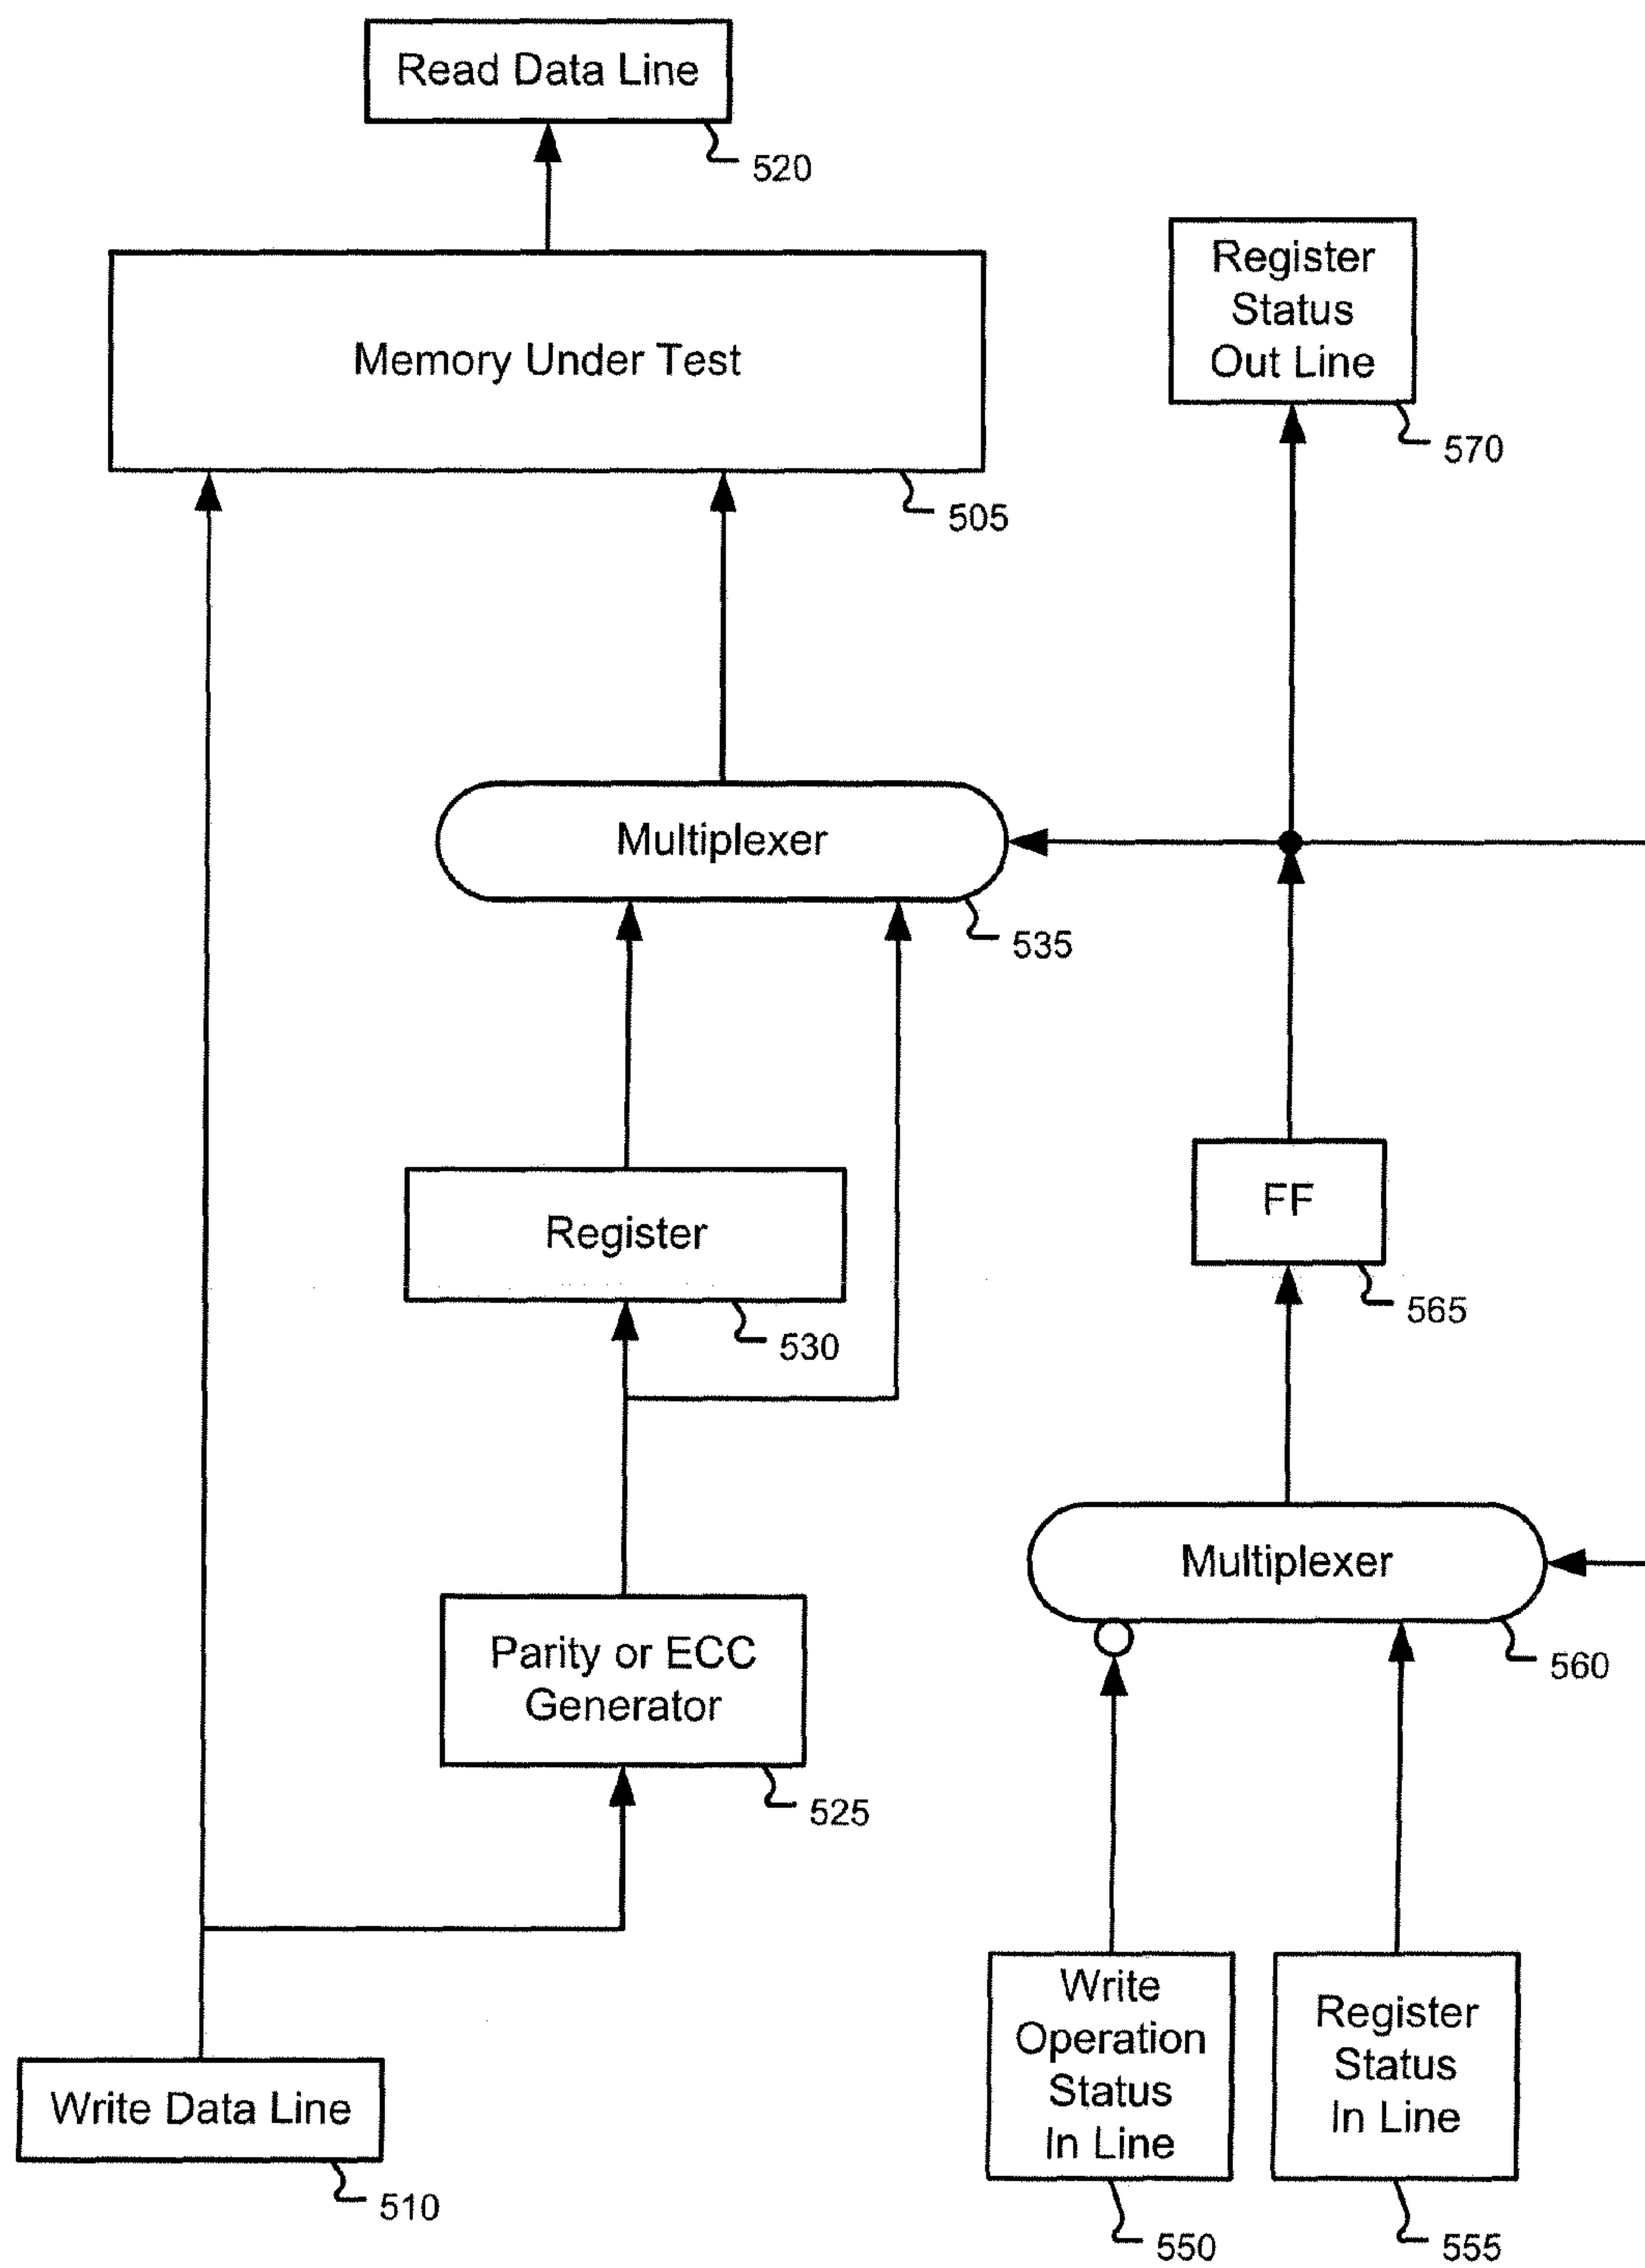 Read Data Line
520
Register
Status
Out Line
570
Memory Under Test
505
Multiplexer
535
FF
565
Register
530
Multiplexer
560
Parity or ECC
Generator
525
Write
Operation
Status
In Line
550
Register
Status
In Line
555
Write Data Line
510